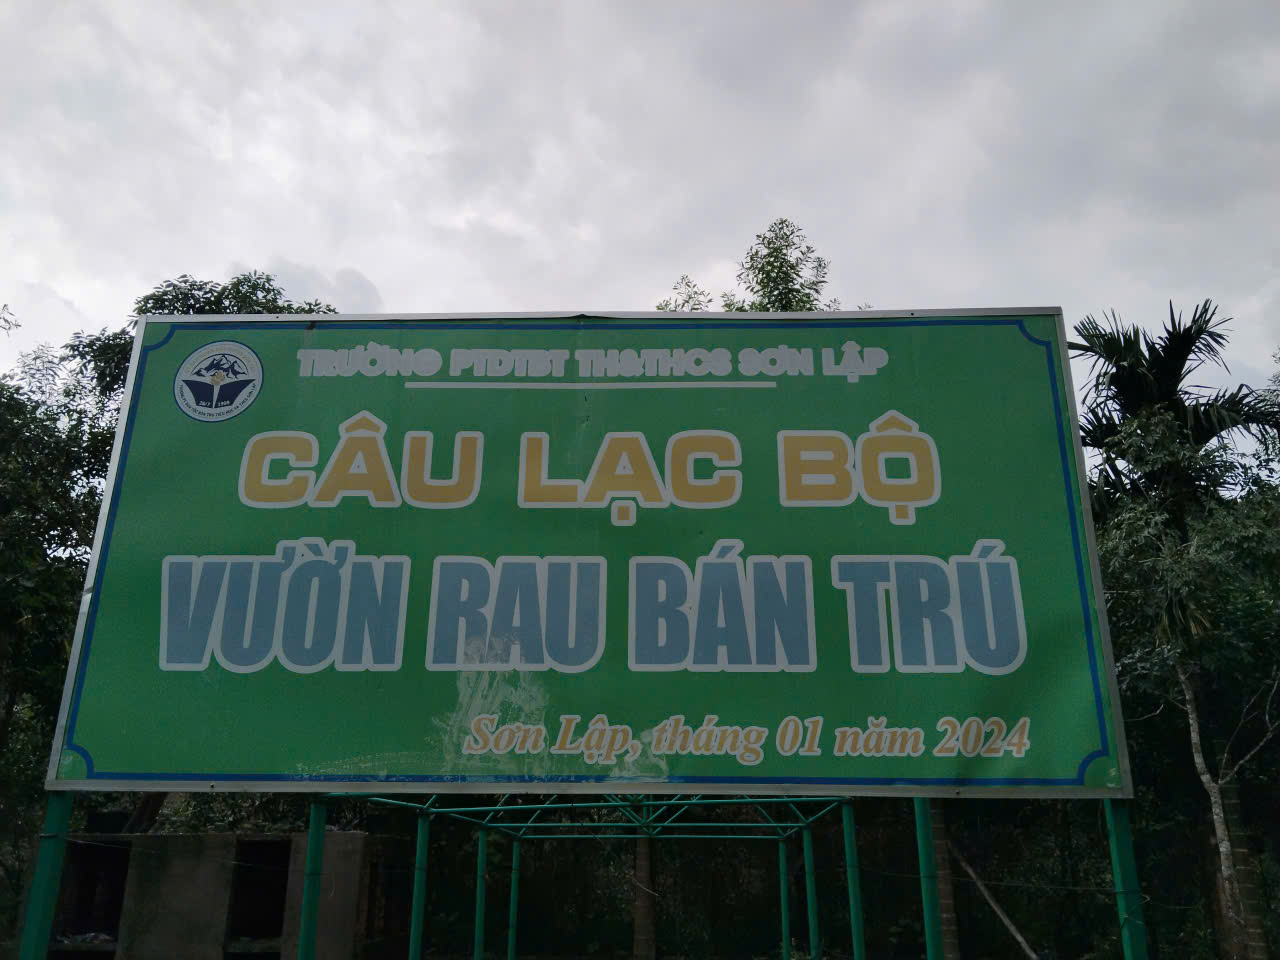 TRƯỜNG PTDTBT TH&THCS SƠN LẬP
CÂU LẠC BỘ
VƯỜN RAU BÁN TRÚ
Sơn Lập, tháng 01 năm 2024